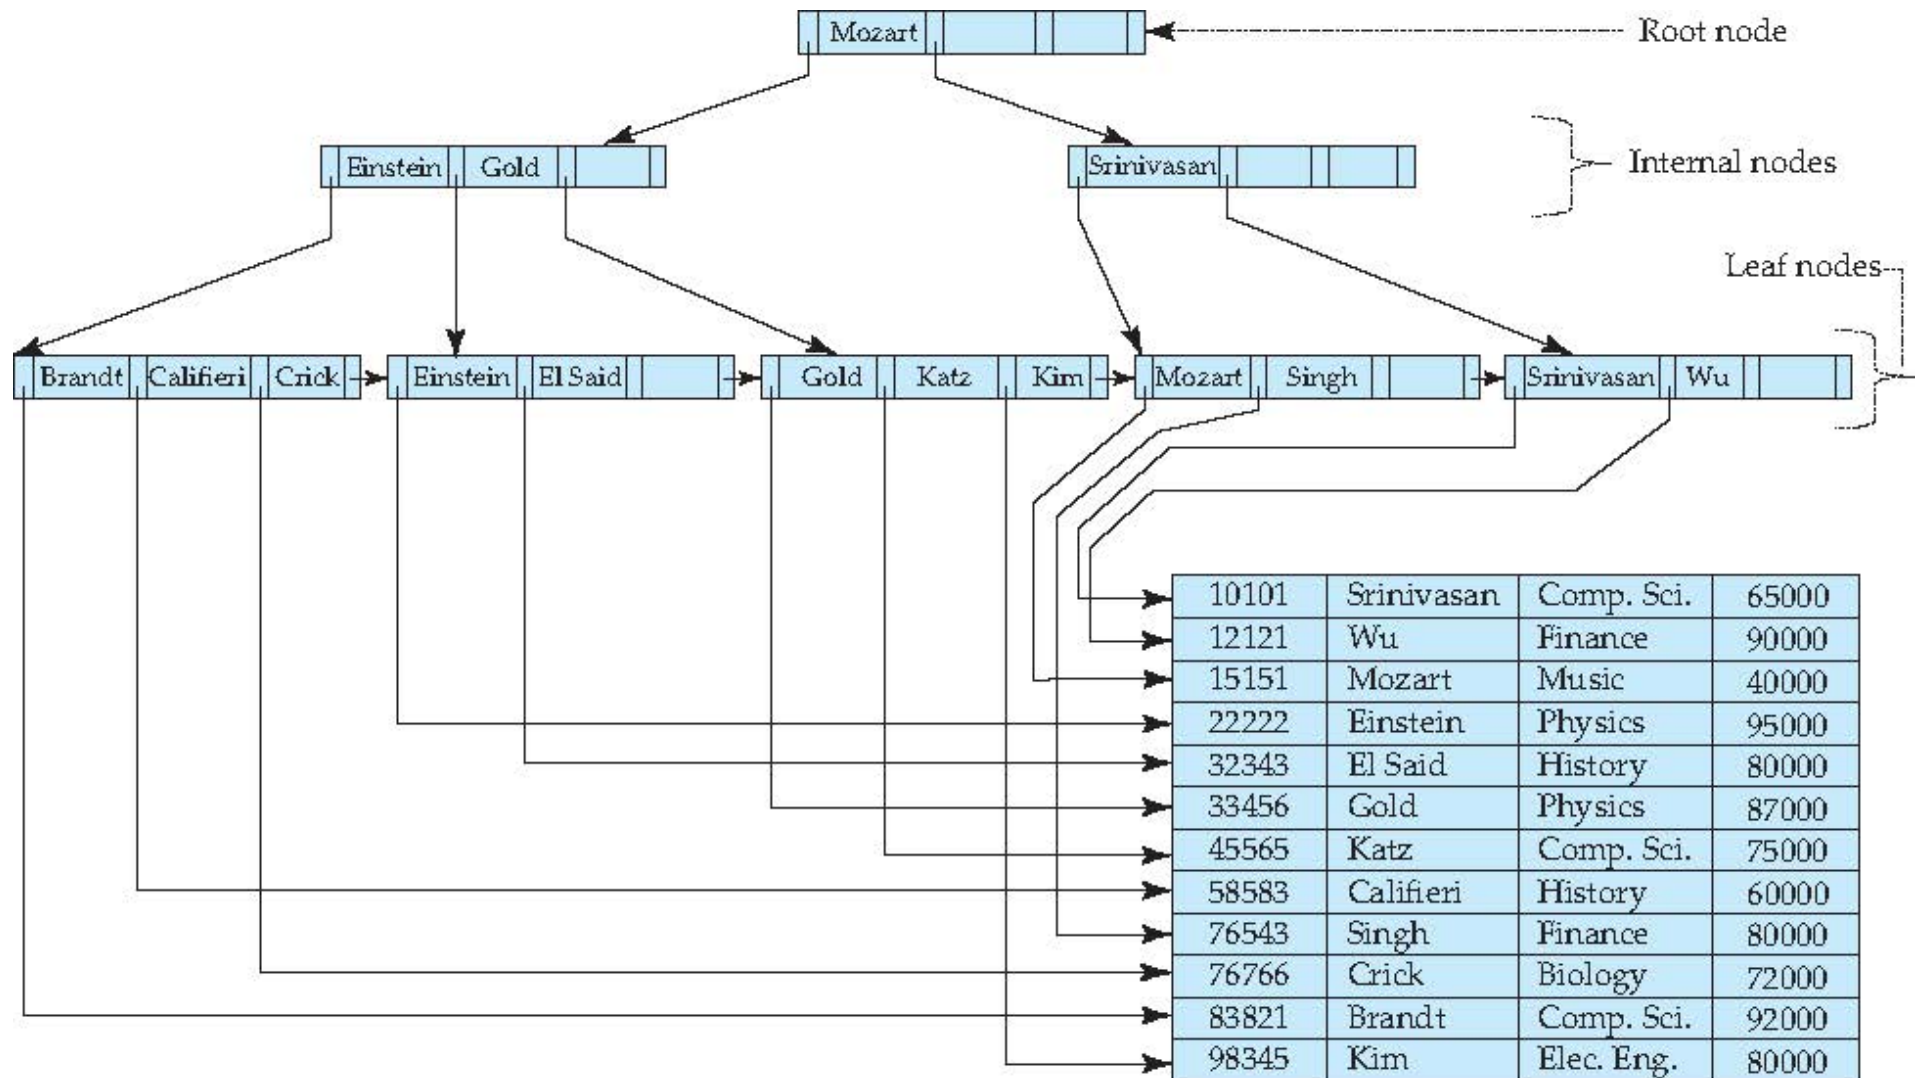 Mozart
Root node
Einstein Gold
Srinivasan
Internal nodes
Leaf nodes
Brandt Califieri Crick
Einstein El Said
Gold Katz Kim
Mozart Singh
Srinivasan Wu
10101 Srinivasan Comp. Sci. 65000
12121 Wu Finance 90000
15151 Mozart Music 40000
22222 Einstein Physics 95000
32343 El Said History 80000
33456 Gold Physics 87000
45565 Katz Comp. Sci. 75000
58583 Califieri History 60000
76543 Singh Finance 80000
76766 Crick Biology 72000
83821 Brandt Comp. Sci. 92000
98345 Kim Elec. Eng. 80000